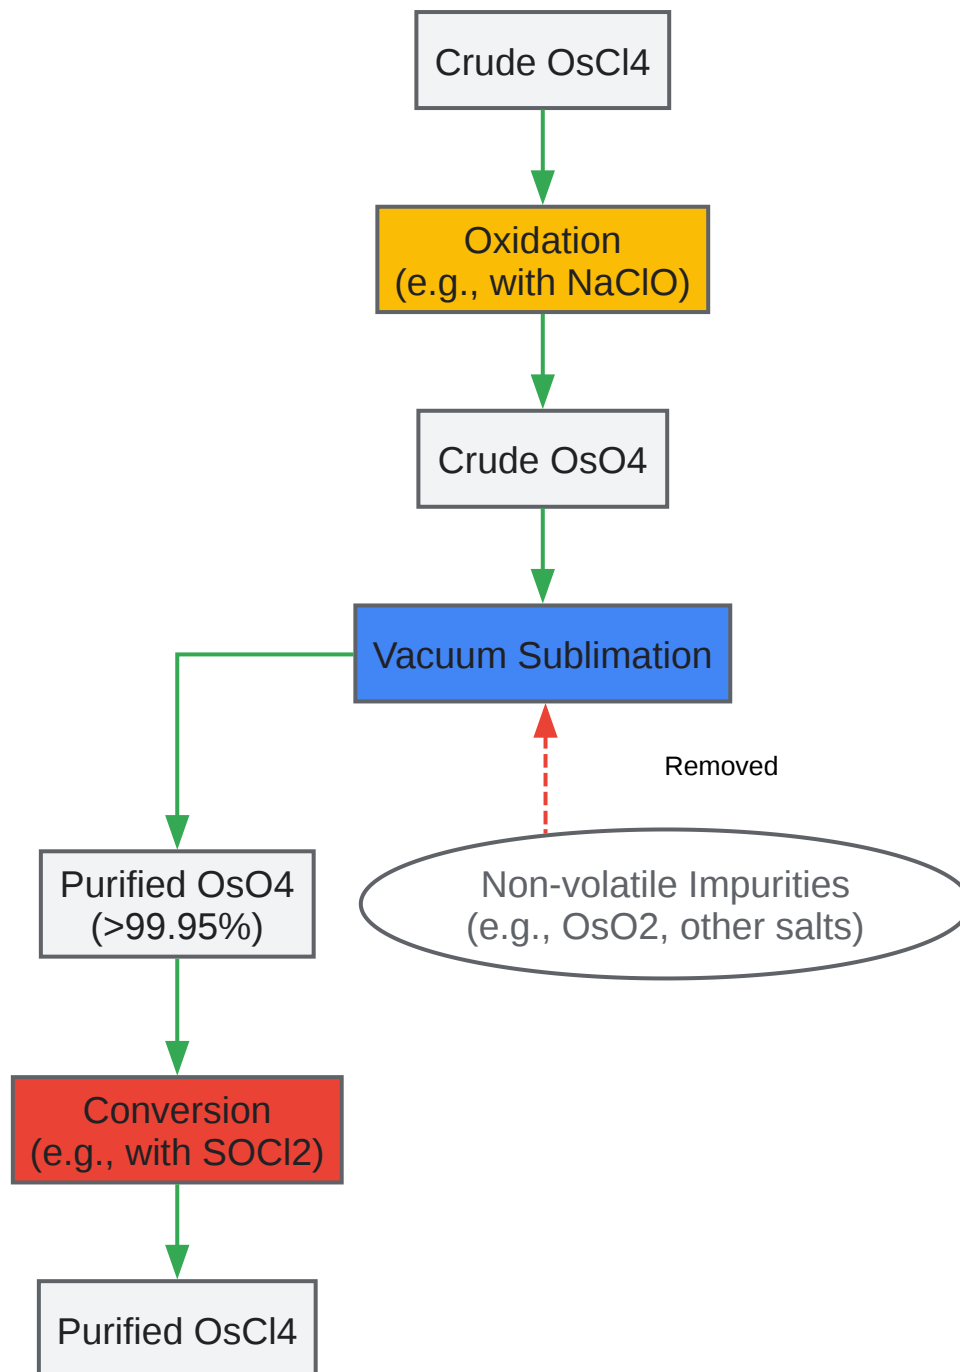 Crude OsCl4
Oxidation
(e.g., with NaClO)
Crude OsO4
Vacuum Sublimation
Removed
Purified OsO4
(>99.95%)
Non-volatile Impurities
(e.g., OsO2, other salts)
Conversion
(e.g., with SOCl2)
Purified OsCl4